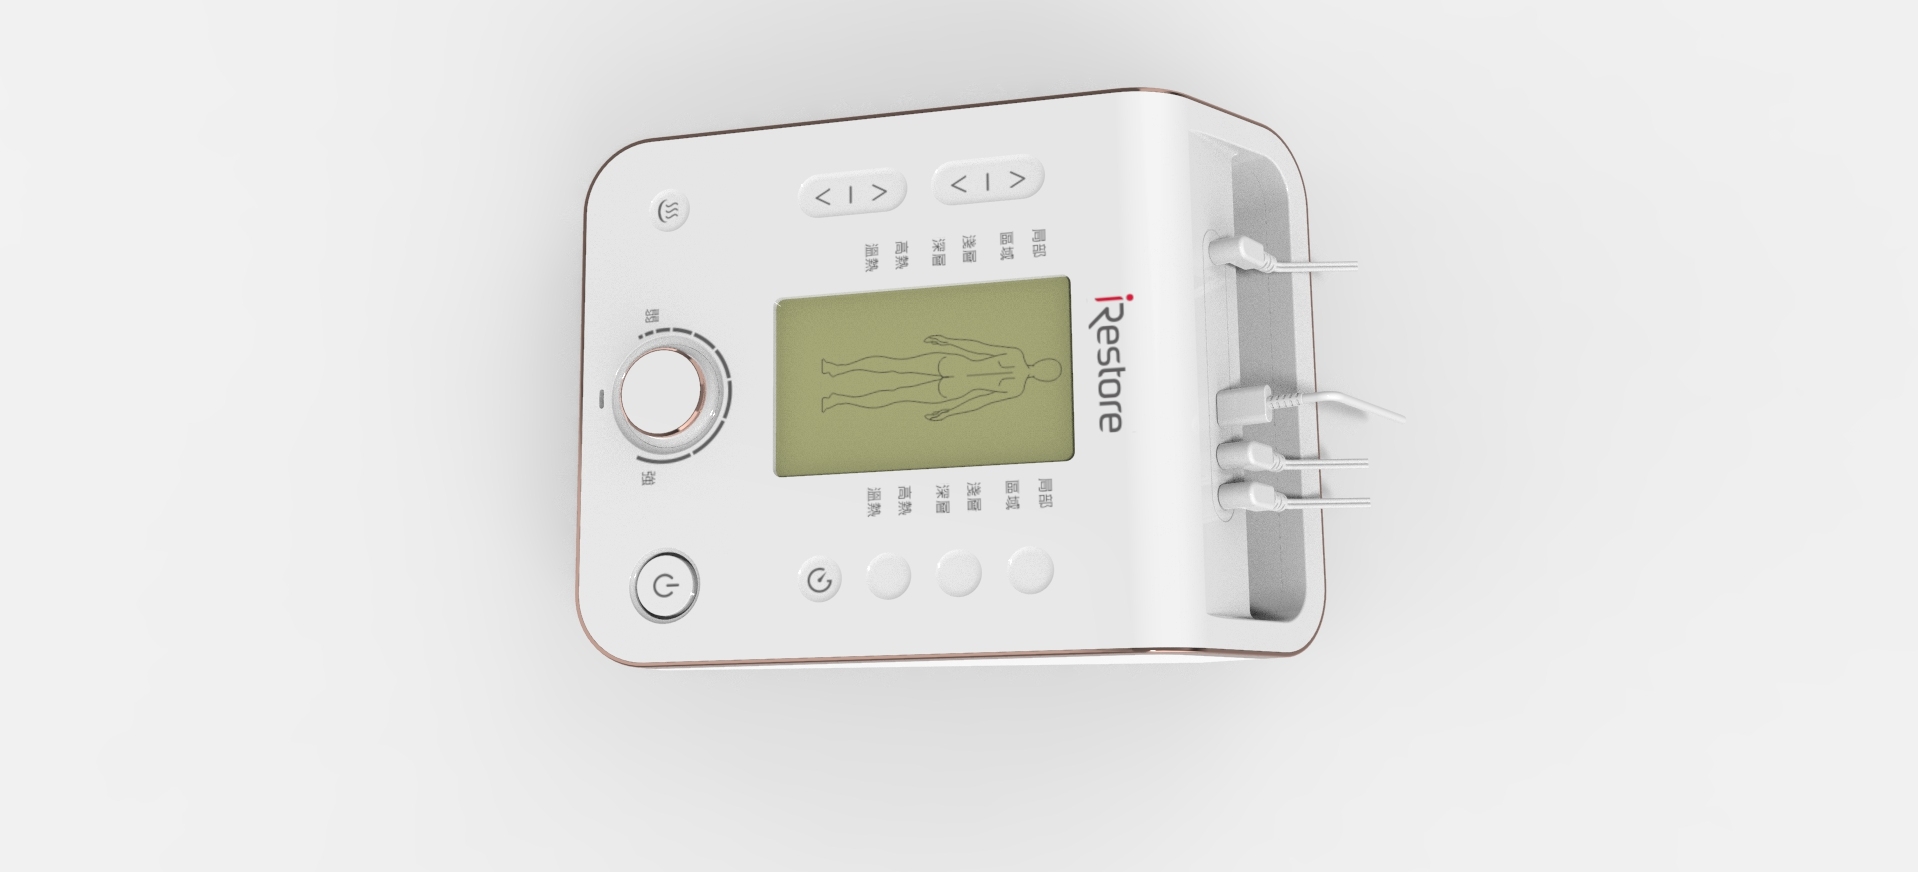 iRestore
局部
區域
淺層
深層
高熱
溫熱
局部
區域
淺層
深層
高熱
溫熱
弱
強